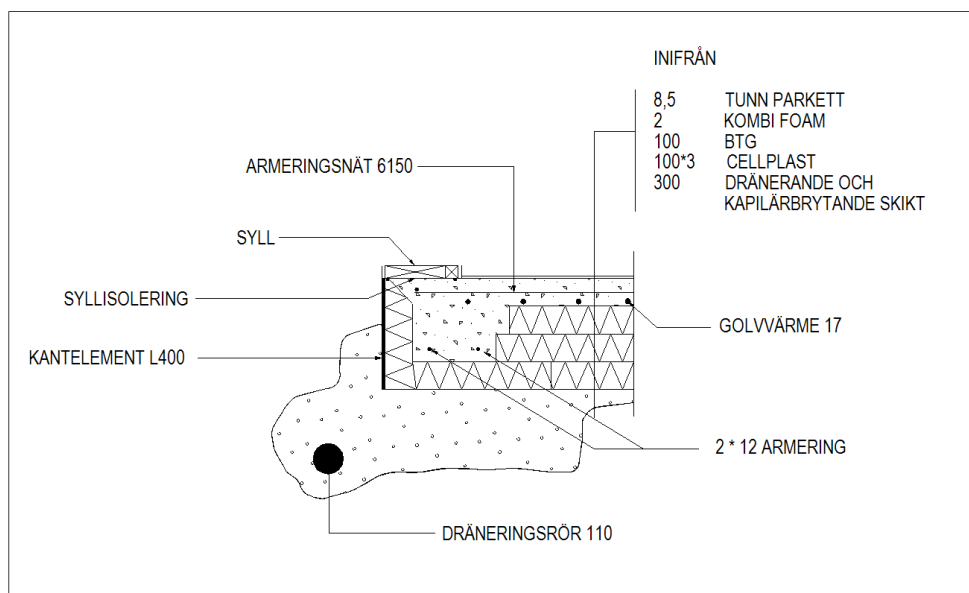 INIFRÅN
8,5 TUNN PARKETT
2 KOMBI FOAM
100 BTG
100*3 CELLPLAST
300 DRÄNERANDE OCH
KAPILÄRBRYTANDE SKIKT
ARMERINGSNÄT 6150
SYLL
SYLLISOLERING
GOLVVÄRME 17
KANTELEMENT L400
2 * 12 ARMERING
DRÄNERINGSRÖR 110